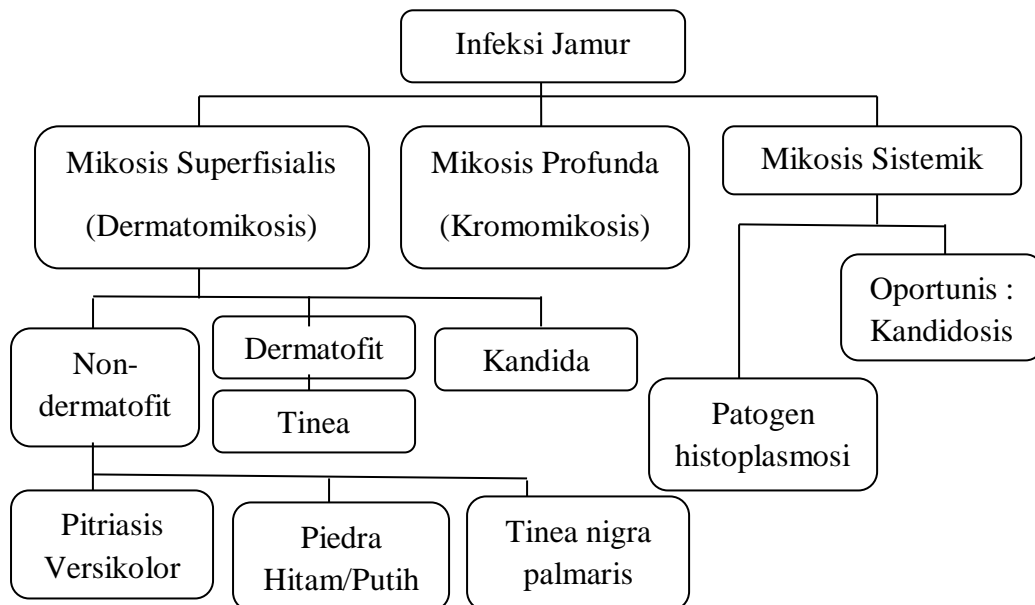 Infeksi Jamur
Mikosis Superfisialis
(Dermatomikosis)
Mikosis Profunda
(Kromomikosis)
Mikosis Sistemik
Non-
dermatofit
Dermatofit
Tinea
Kandida
Oportunis :
Kandidosis
Patogen
histoplasmosi
Pitriasis
Versikolor
Piedra
Hitam/Putih
Tinea nigra
palmaris